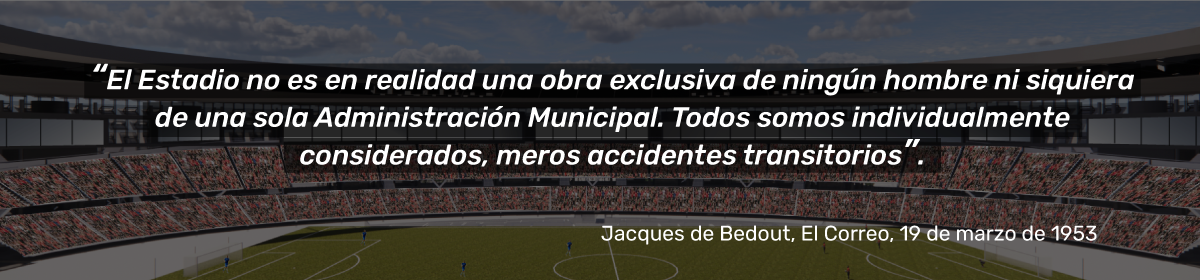 “El Estadio no es en realidad una obra exclusiva de ningún hombre ni siquiera
de una sola Administración Municipal. Todos somos individualmente
considerados, meros accidentes transitorios”.
Jacques de Bedout, El Correo, 19 de marzo de 1953